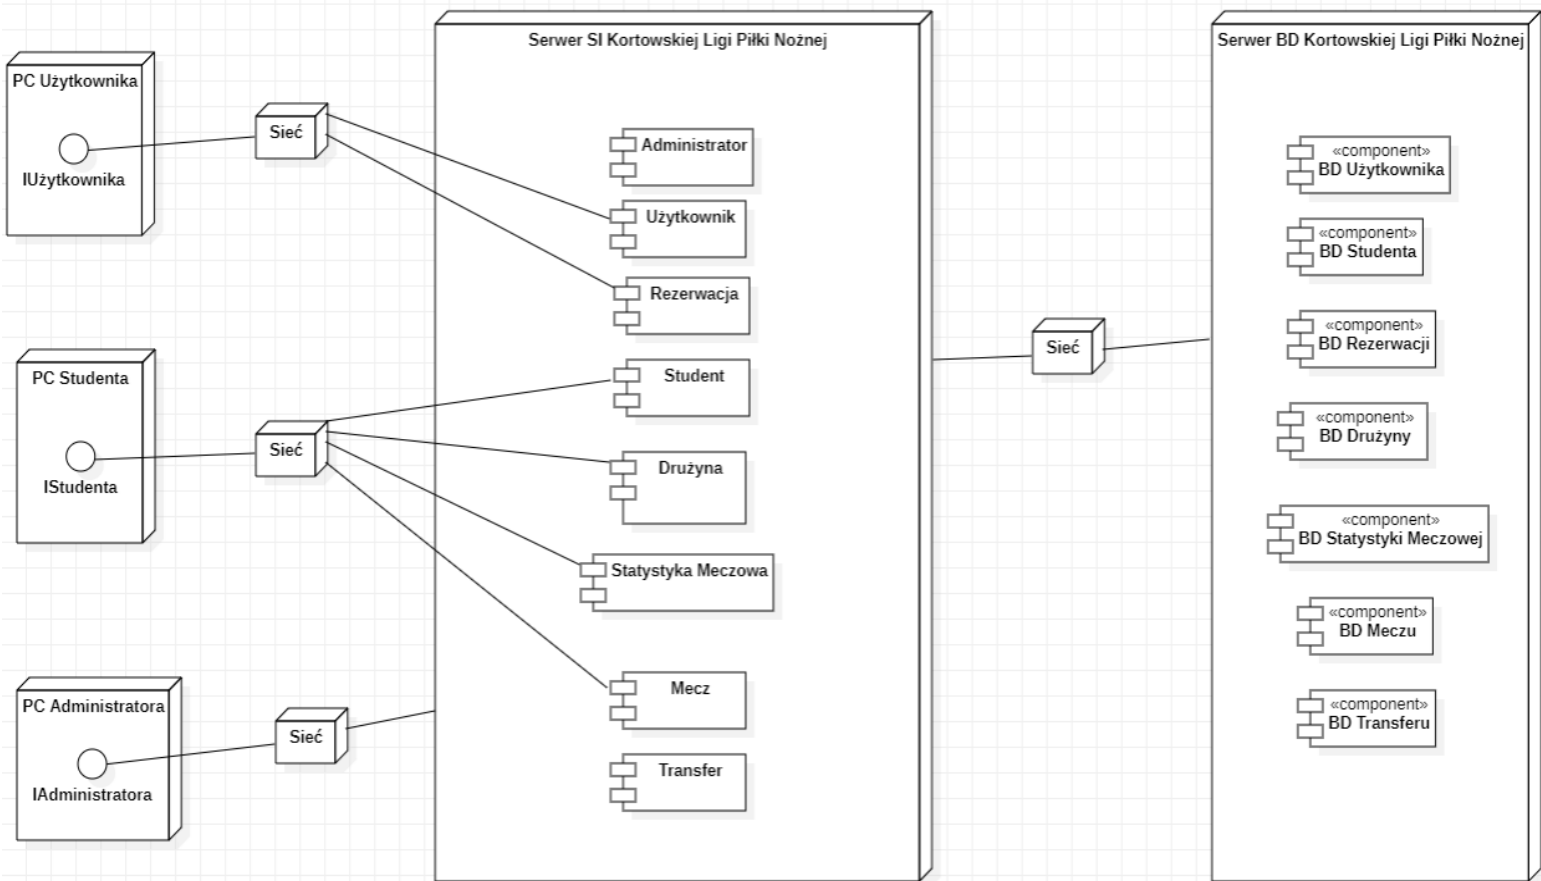 PC Użytkownika
IUżytkownika
Sieć
PC Studenta
IStudenta
Sieć
PC Administratora
IAdministratora
Sieć
Serwer SI Kortowskiej Ligi Piłki Nożnej
Administrator
Użytkownik
Rezerwacja
Student
Drużyna
Statystyka Meczowa
Mecz
Transfer
Sieć
Serwer BD Kortowskiej Ligi Piłki Nożnej
«component»
BD Użytkownika
«component»
BD Studenta
«component»
BD Rezerwacji
«component»
BD Drużyny
«component»
BD Statystyki Meczowej
«component»
BD Meczu
«component»
BD Transferu